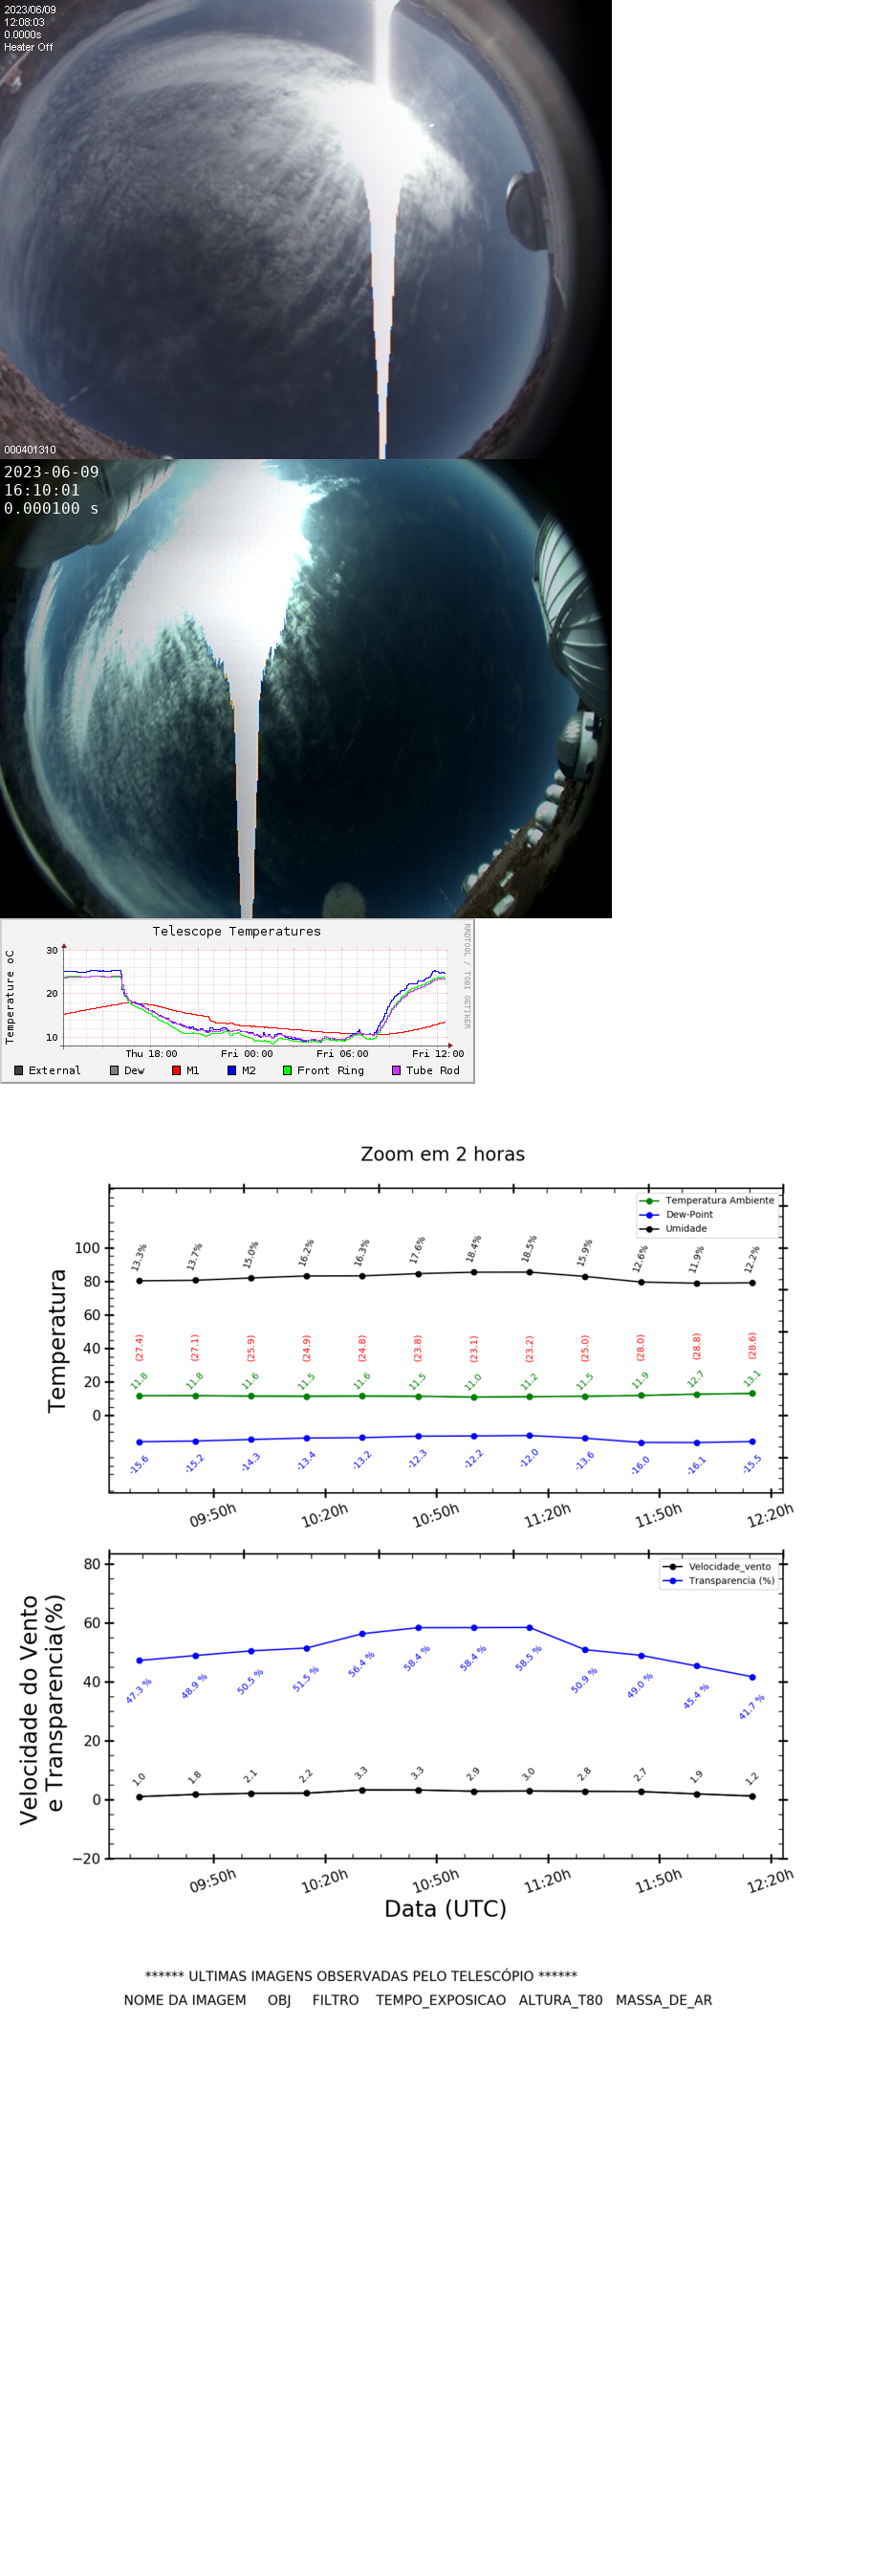 2023/06/09
12:08:03
0.0000s
Heater Off
000401310
2023-06-09
16:10:01
0.000100 s
Telescope Temperatures
RRDTOOL / TOBI OETIKER
Temperature oC
30
20
10
Thu 18:00 Fri 00:00 Fri 06:00 Fri 12:00
External Dew M1 M2 Front Ring Tube Rod
Zoom em 2 horas
Temperatura Ambiente
Dew-Point
Umidade
Temperatura
100
80
60
40
20
0
13.3% 13.7% 15.0% 16.2% 16.3% 17.6% 18.4% 18.5% 15.9% 12.6% 11.9% 12.2%
(27.4) (27.1) (25.9) (24.9) (24.8) (23.8) (23.1) (23.2) (25.0) (28.0) (28.8) (28.6)
11.8 11.8 11.6 11.5 11.6 11.5 11.0 11.2 11.5 11.9 12.7 13.1
-15.6 -15.2 -14.3 -13.4 -13.2 -12.3 -12.2 -12.0 -13.6 -16.0 -16.1 -15.5
09:50h 10:20h 10:50h 11:20h 11:50h 12:20h
Velocidade_vento
Transparencia (%)
Velocidade do Vento
e Transparencia(%)
80
60
40
20
0
−20
47.3 % 48.9 % 50.5 % 51.5 % 56.4 % 58.4 % 58.4 % 58.5 % 50.9 % 49.0 % 45.4 % 41.7 %
1.0 1.8 2.1 2.2 3.3 3.3 2.9 3.0 2.8 2.7 1.9 1.2
09:50h 10:20h 10:50h 11:20h 11:50h 12:20h
Data (UTC)
****** ULTIMAS IMAGENS OBSERVADAS PELO TELESCÓPIO ******
NOME DA IMAGEM OBJ FILTRO TEMPO_EXPOSICAO ALTURA_T80 MASSA_DE_AR